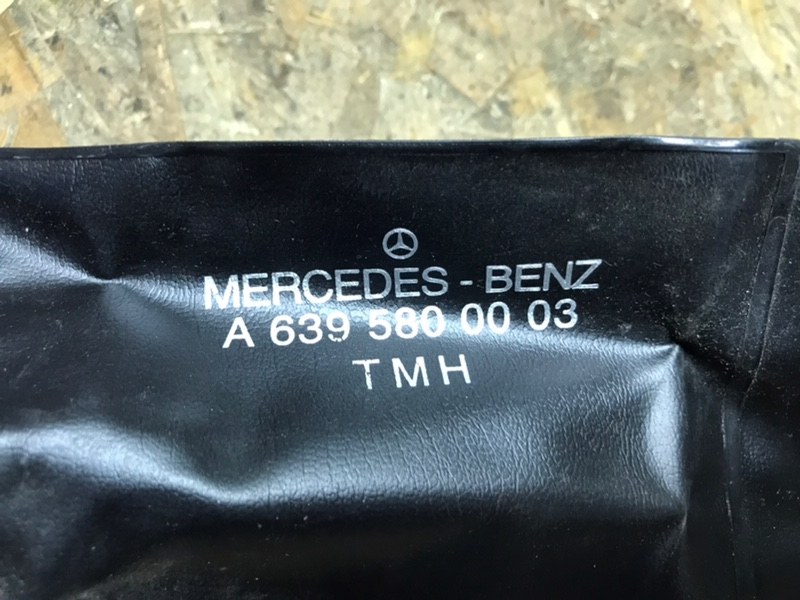 MERCEDES - BENZ
A 639 580 00 03
TMH